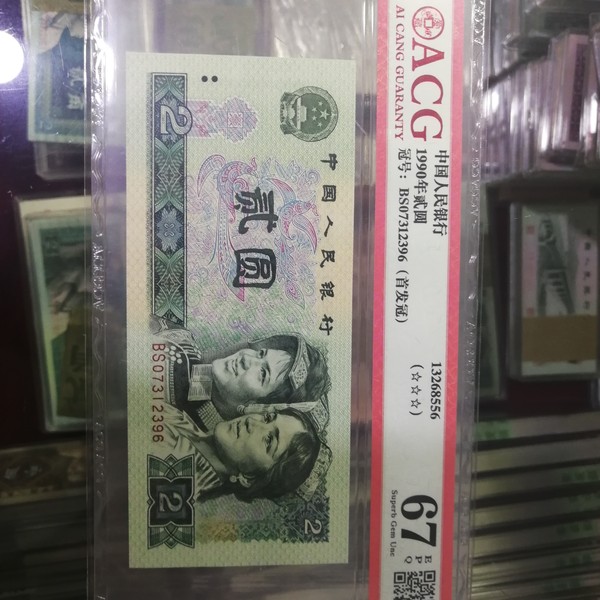 ACG
AI CANG GUARANTY
中国人民银行
1990年贰圆
冠号：BS07312396（首发冠）
13268556
（☆☆☆）
67
EPQ
Superb Gem Unc
中国人民银行
贰圆
2
BS07312396
2
2